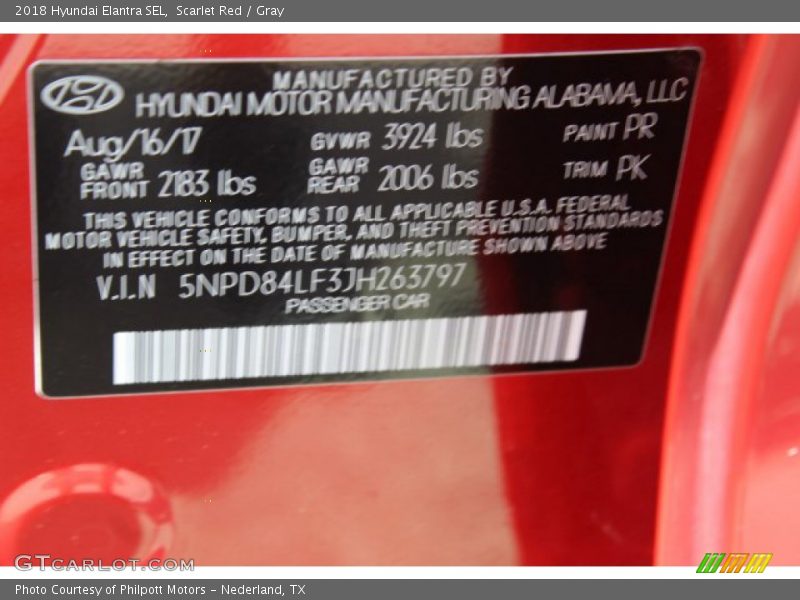 2018 Hyundai Elantra SEL,  Scarlet Red / Gray
MANUFACTURED BY
HYUNDAI MOTOR MANUFACTURING ALABAMA, LLC
Aug/16/17 GVWR 3924 lbs PAINT PR
GAWR FRONT 2183 lbs GAWR REAR 2006 lbs TRIM PK
THIS VEHICLE CONFORMS TO ALL APPLICABLE U.S.A. FEDERAL
MOTOR VEHICLE SAFETY, BUMPER, AND THEFT PREVENTION STANDARDS
IN EFFECT ON THE DATE OF MANUFACTURE SHOWN ABOVE
V.I.N 5NPD84LF3JH263797
PASSENGER CAR
GTCARLOT.COM
Photo Courtesy of Philpott Motors - Nederland, TX